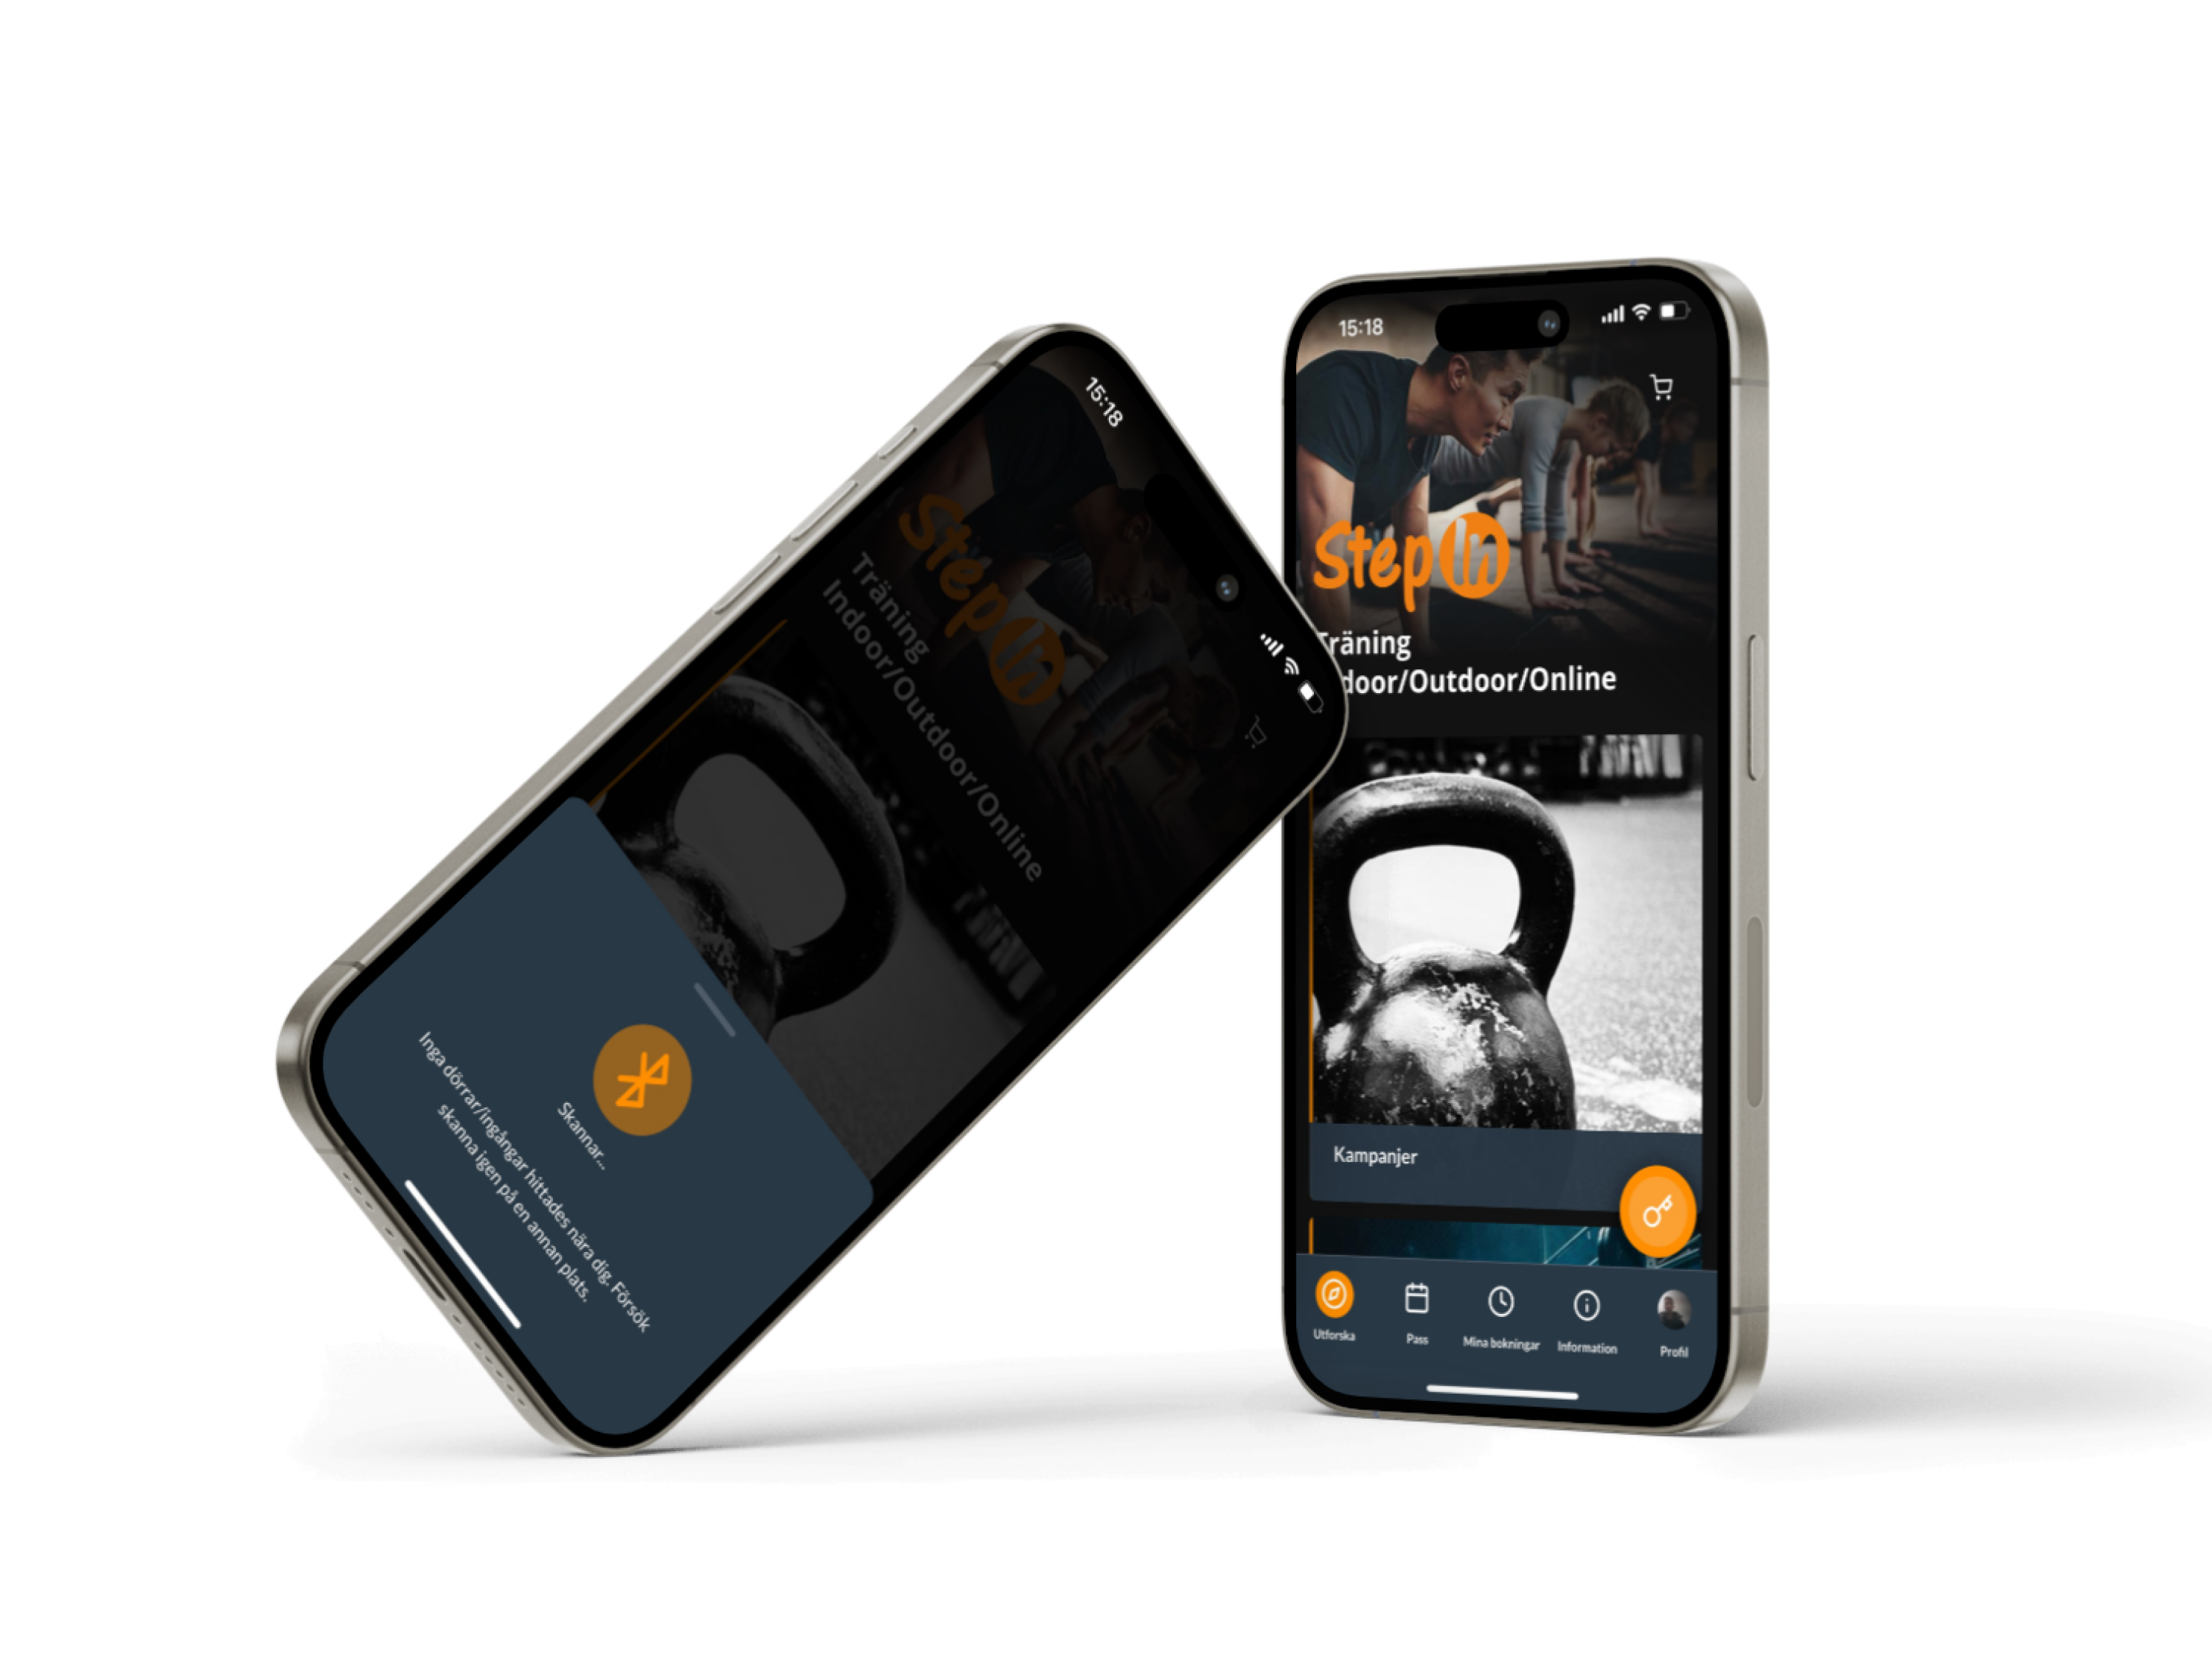 15:18
Step In
Träning
Indoor/Outdoor/Online
Skannar...
Inga dörrar/ingångar hittades nära dig. Försök
skanna igen på en annan plats.
15:18
Step In
Träning
door/Outdoor/Online
Kampanjer
Utforska
Pass
Mina bokningar
Information
Profil